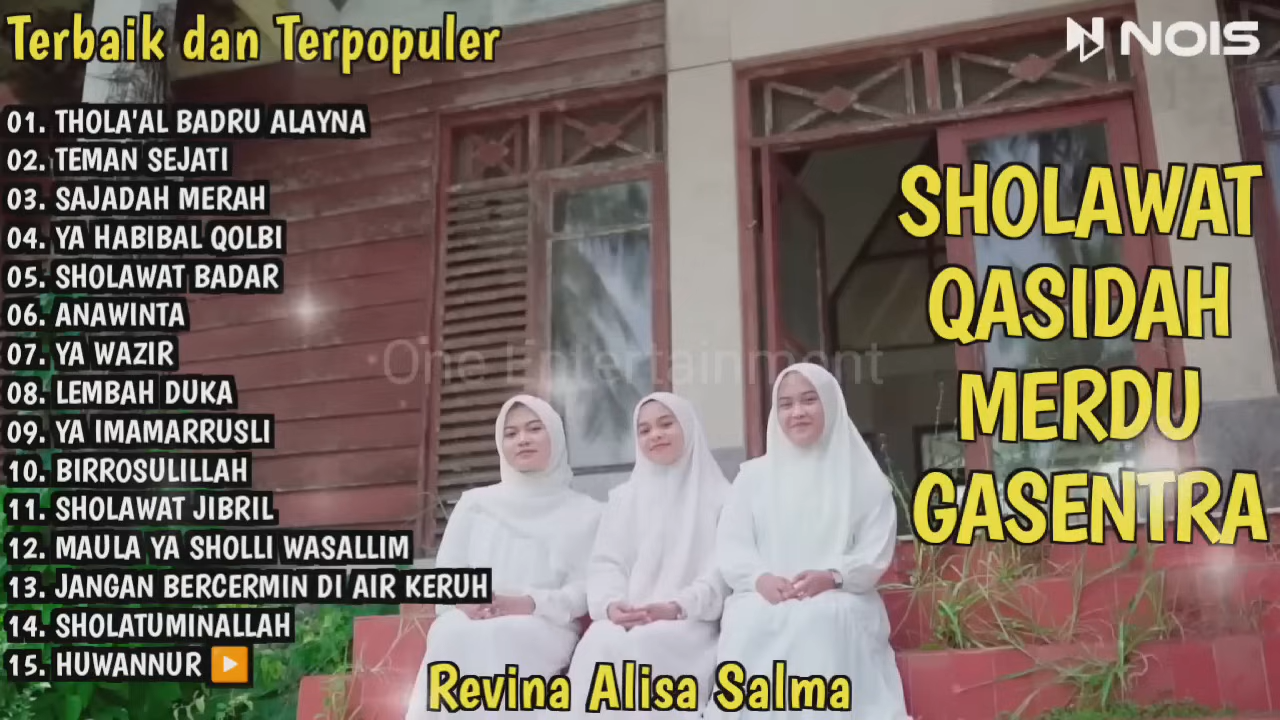 Terbaik dan Terpopuler
NOIS
01. THOLA'AL BADRU ALAYNA
02. TEMAN SEJATI
03. SAJADAH MERAH
04. YA HABIBAL QOLBI
05. SHOLAWAT BADAR
06. ANAWINTA
07. YA WAZIR
08. LEMBAH DUKA
09. YA IMAMARRUSLI
10. BIRROSULILLAH
11. SHOLAWAT JIBRIL
12. MAULA YA SHOLLI WASALLIM
13. JANGAN BERCERMIN DI AIR KERUH
14. SHOLATUMINALLAH
15. HUWANNUR
One Entertainment
SHOLAWAT
QASIDAH
MERDU
GASENTRA
Revina Alisa Salma